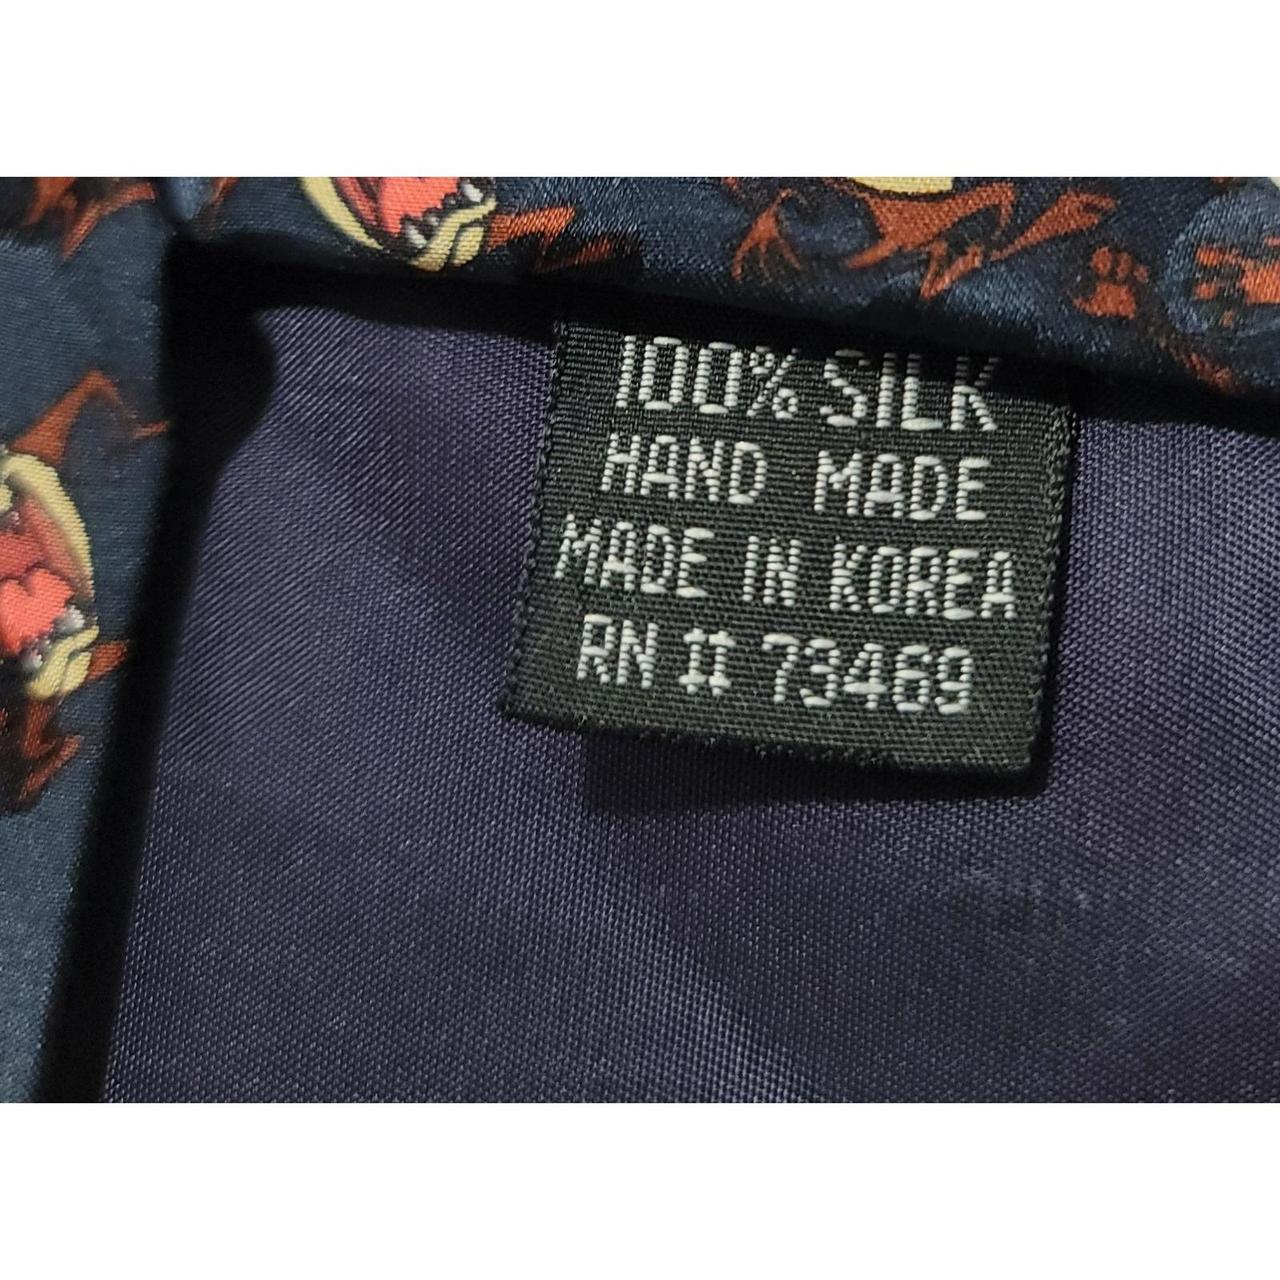 100% SILK
HAND MADE
MADE IN KOREA
RN # 73469